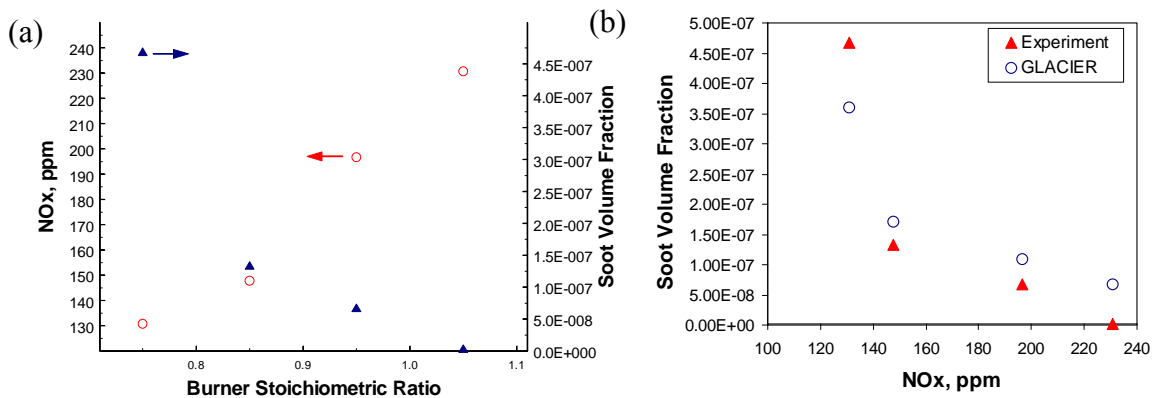 (a)
240
230
220
210
200
190
180
170
160
150
140
130
NOx, ppm
0.8
0.9
1.0
1.1
Burner Stoichiometric Ratio
4.5E-007
4.0E-007
3.5E-007
3.0E-007
2.5E-007
2.0E-007
1.5E-007
1.0E-007
5.0E-008
0.0E+000
Soot Volume Fraction
(b)
5.00E-07
4.50E-07
4.00E-07
3.50E-07
3.00E-07
2.50E-07
2.00E-07
1.50E-07
1.00E-07
5.00E-08
0.00E+00
Soot Volume Fraction
Experiment
GLACIER
100
120
140
160
180
200
220
240
NOx, ppm